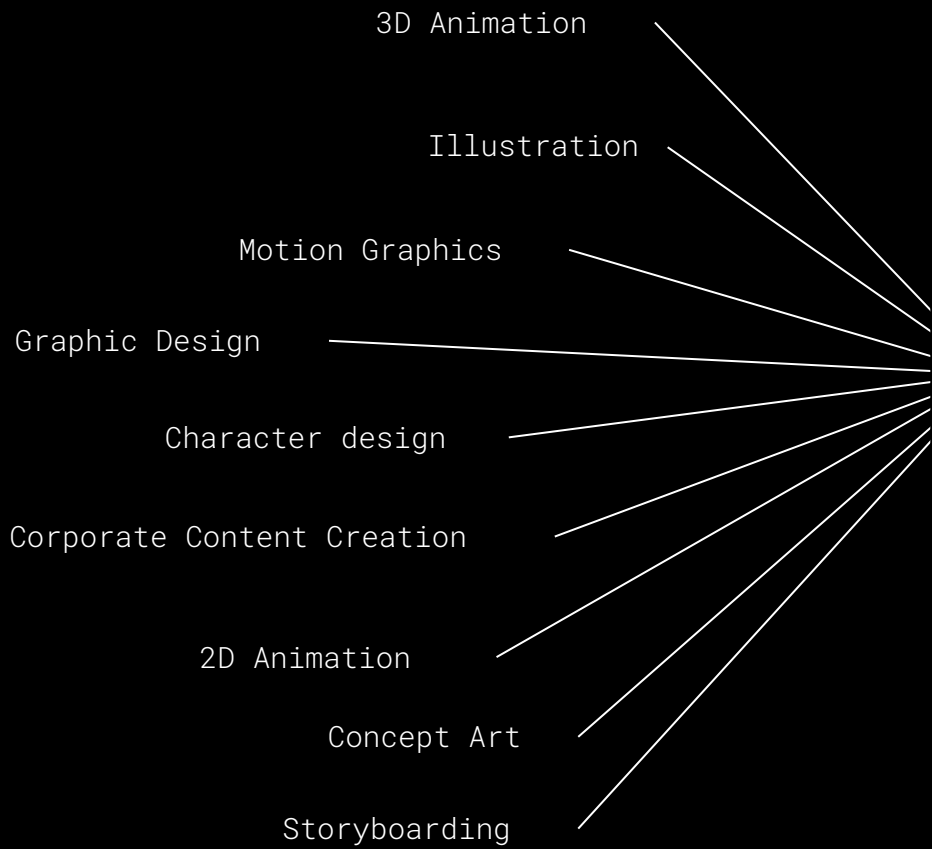 3D Animation
Illustration
Motion Graphics
Graphic Design
Character design
Corporate Content Creation
2D Animation
Concept Art
Storyboarding